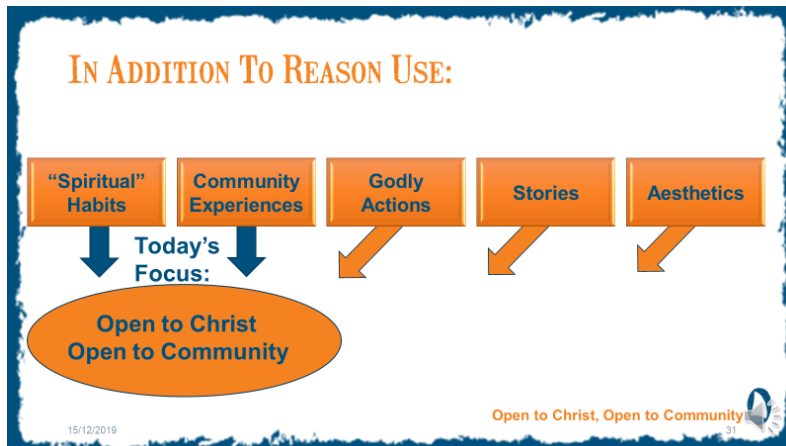 IN ADDITION TO REASON USE:
“Spiritual”
Habits
Community
Experiences
Godly
Actions
Stories
Aesthetics
Today’s
Focus:
Open to Christ
Open to Community
Open to Christ, Open to Community
15/12/2019
31